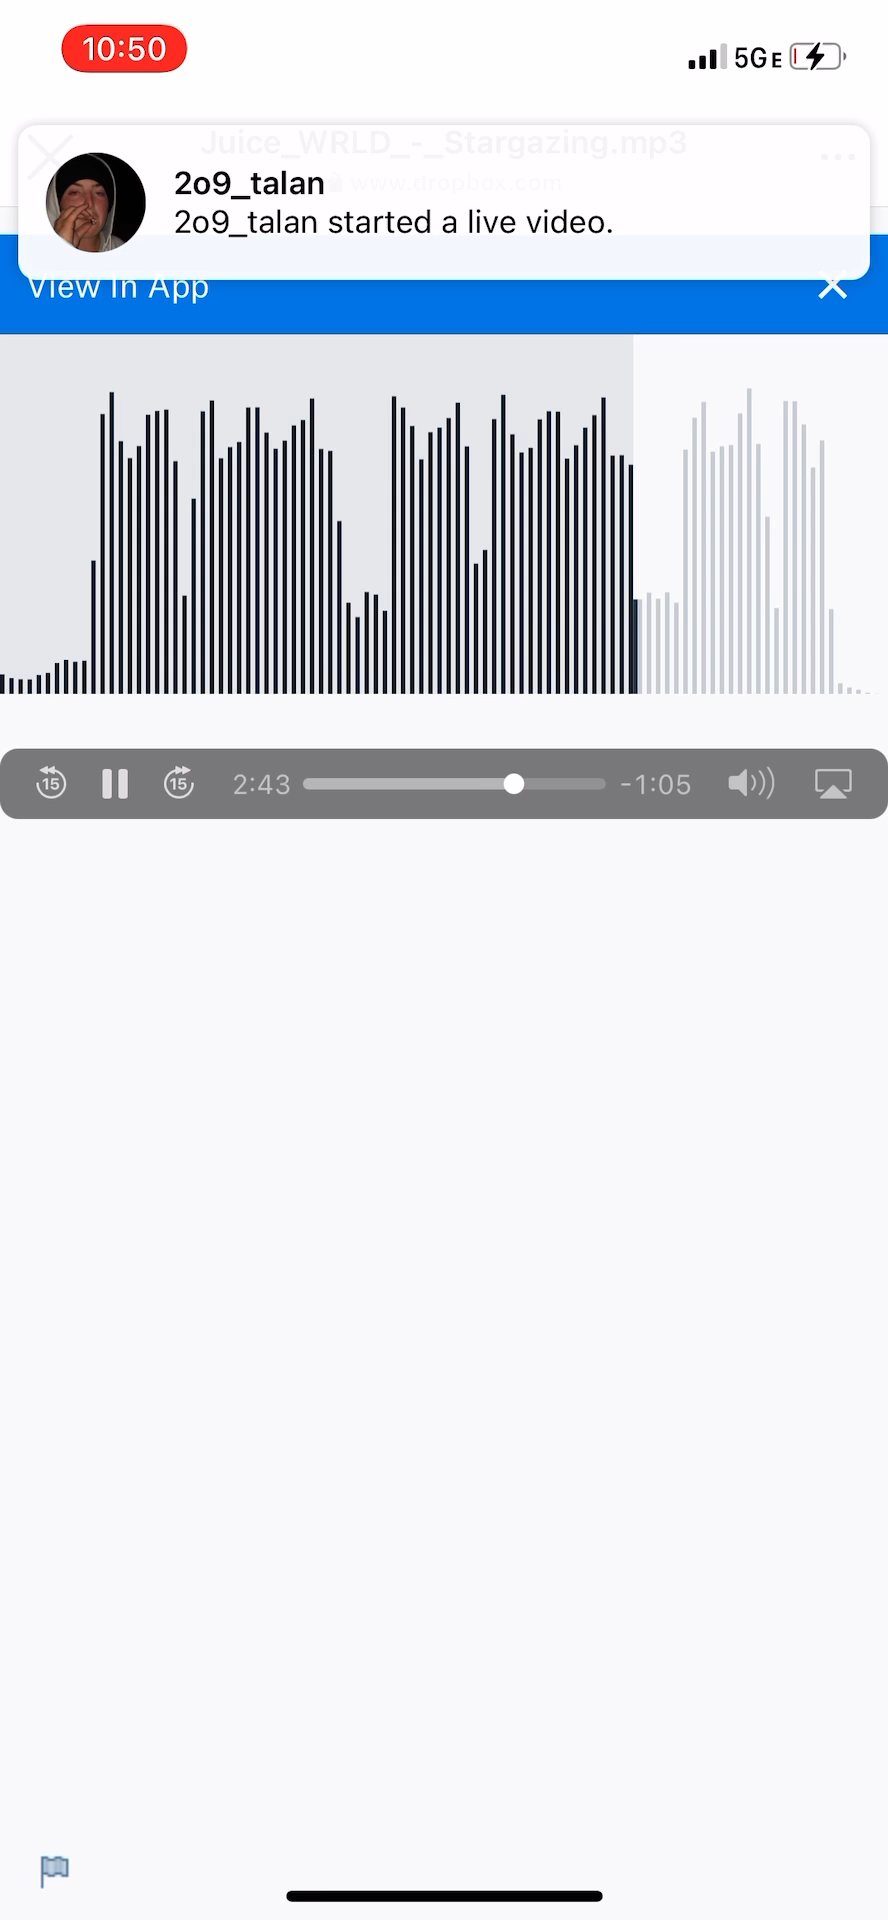 10:50
5GE
Juice_WRLD_-_Stargazing.mp3
www.dropbox.com
2o9_talan
2o9_talan started a live video.
View In App
15
15
2:43
-1:05